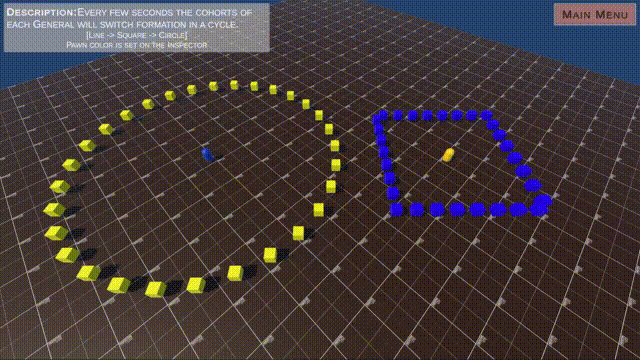 Description:Every few seconds the cohorts of
each General will switch formation in a cycle.
[Line -> Square -> Circle]
Pawn color is set on the Inspector
Main Menu